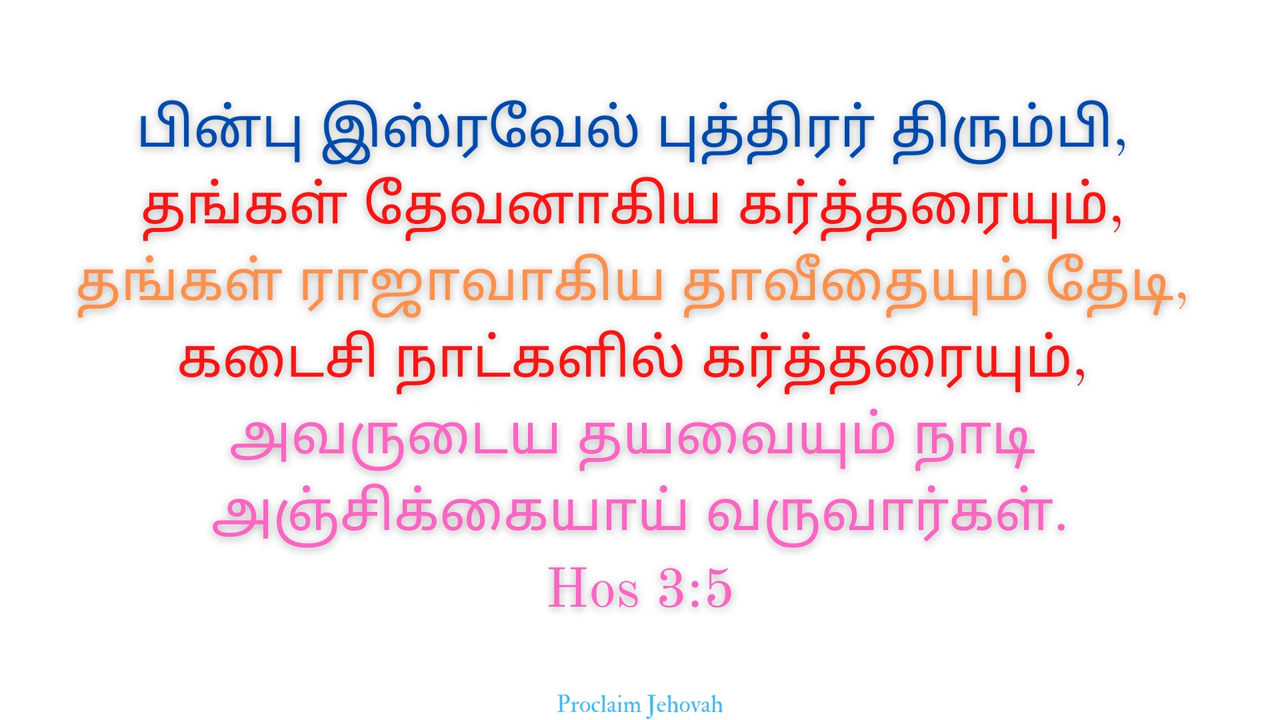 பின்பு இஸ்ரவேல் புத்திரர் திரும்பி,
தங்கள் தேவனாகிய கர்த்தரையும்,
தங்கள் ராஜாவாகிய தாவீதையும் தேடி,
கடைசி நாட்களில் கர்த்தரையும்,
அவருடைய தயவையும் நாடி
அஞ்சிக்கையாய் வருவார்கள்.
Hos 3:5
Proclaim Jehovah